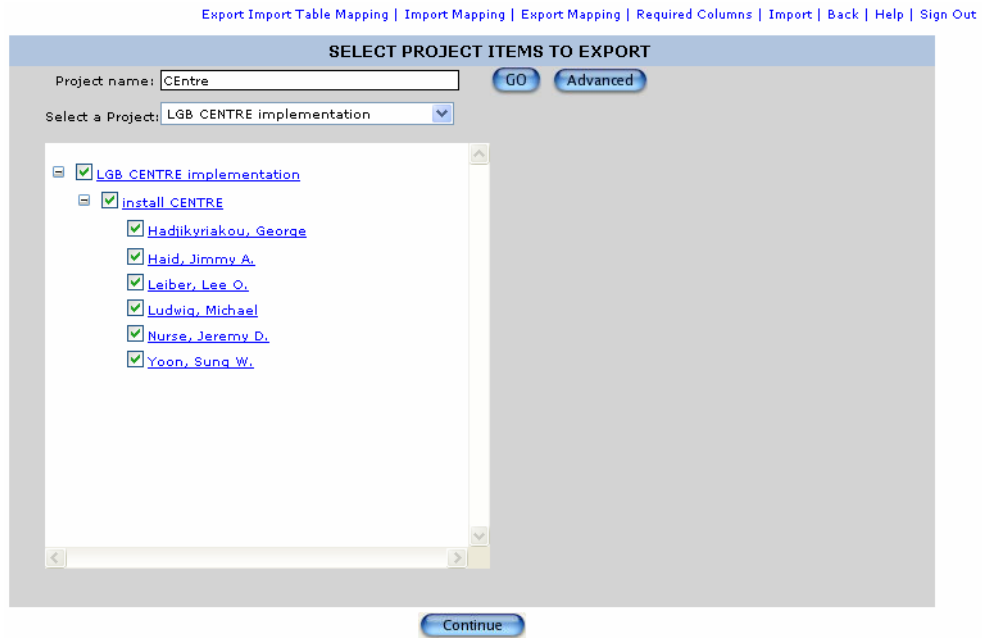 Export Import Table Mapping | Import Mapping | Export Mapping | Required Columns | Import | Back | Help | Sign Out
SELECT PROJECT ITEMS TO EXPORT
Project name: CEntre GO Advanced
Select a Project: LGB CENTRE implementation
LGB CENTRE implementation
install CENTRE
Hadjikyriakou, George
Haid, Jimmy A.
Leiber, Lee O.
Ludwig, Michael
Nurse, Jeremy D.
Yoon, Sung W.
Continue